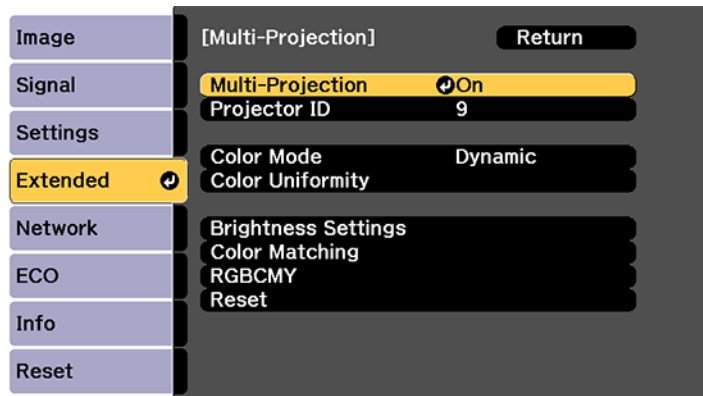 Image
Signal
Settings
Extended
Network
ECO
Info
Reset
[Multi-Projection] Return
Multi-Projection On
Projector ID 9
Color Mode Dynamic
Color Uniformity
Brightness Settings
Color Matching
RGBCMY
Reset